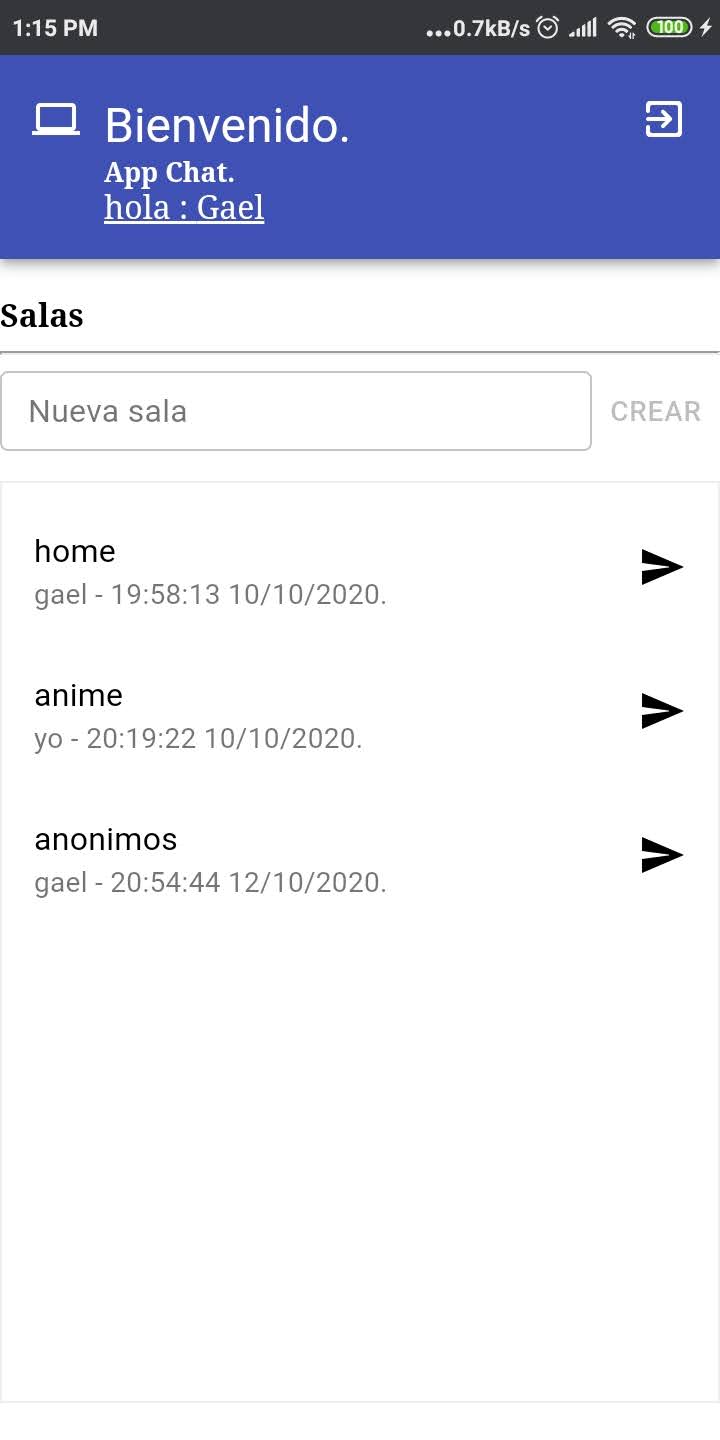 1:15 PM
...0.7kB/s 100
Bienvenido.
App Chat.
hola : Gael
Salas
Nueva sala
CREAR
home
gael - 19:58:13 10/10/2020.
anime
yo - 20:19:22 10/10/2020.
anonimos
gael - 20:54:44 12/10/2020.